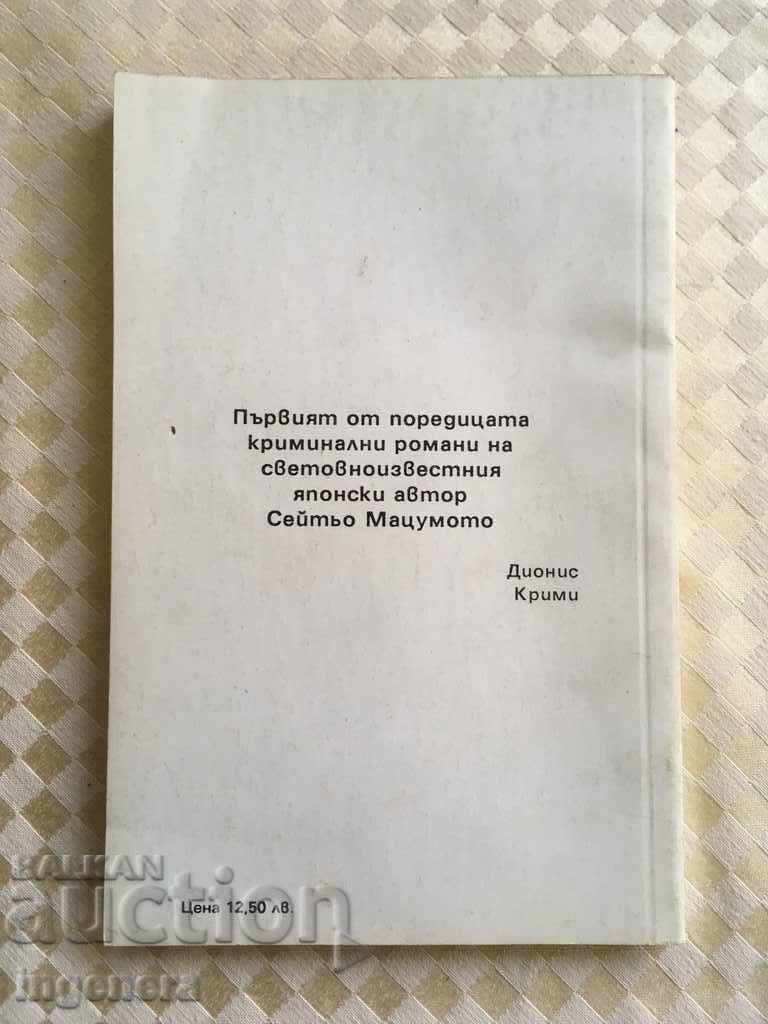 Първият от поредицата
криминални романи на
световноизвестния
японски автор
Сейтьо Мацумото
Дионис
Крими
Цена 12,50 лв.
BALKAN
auction
ingenera